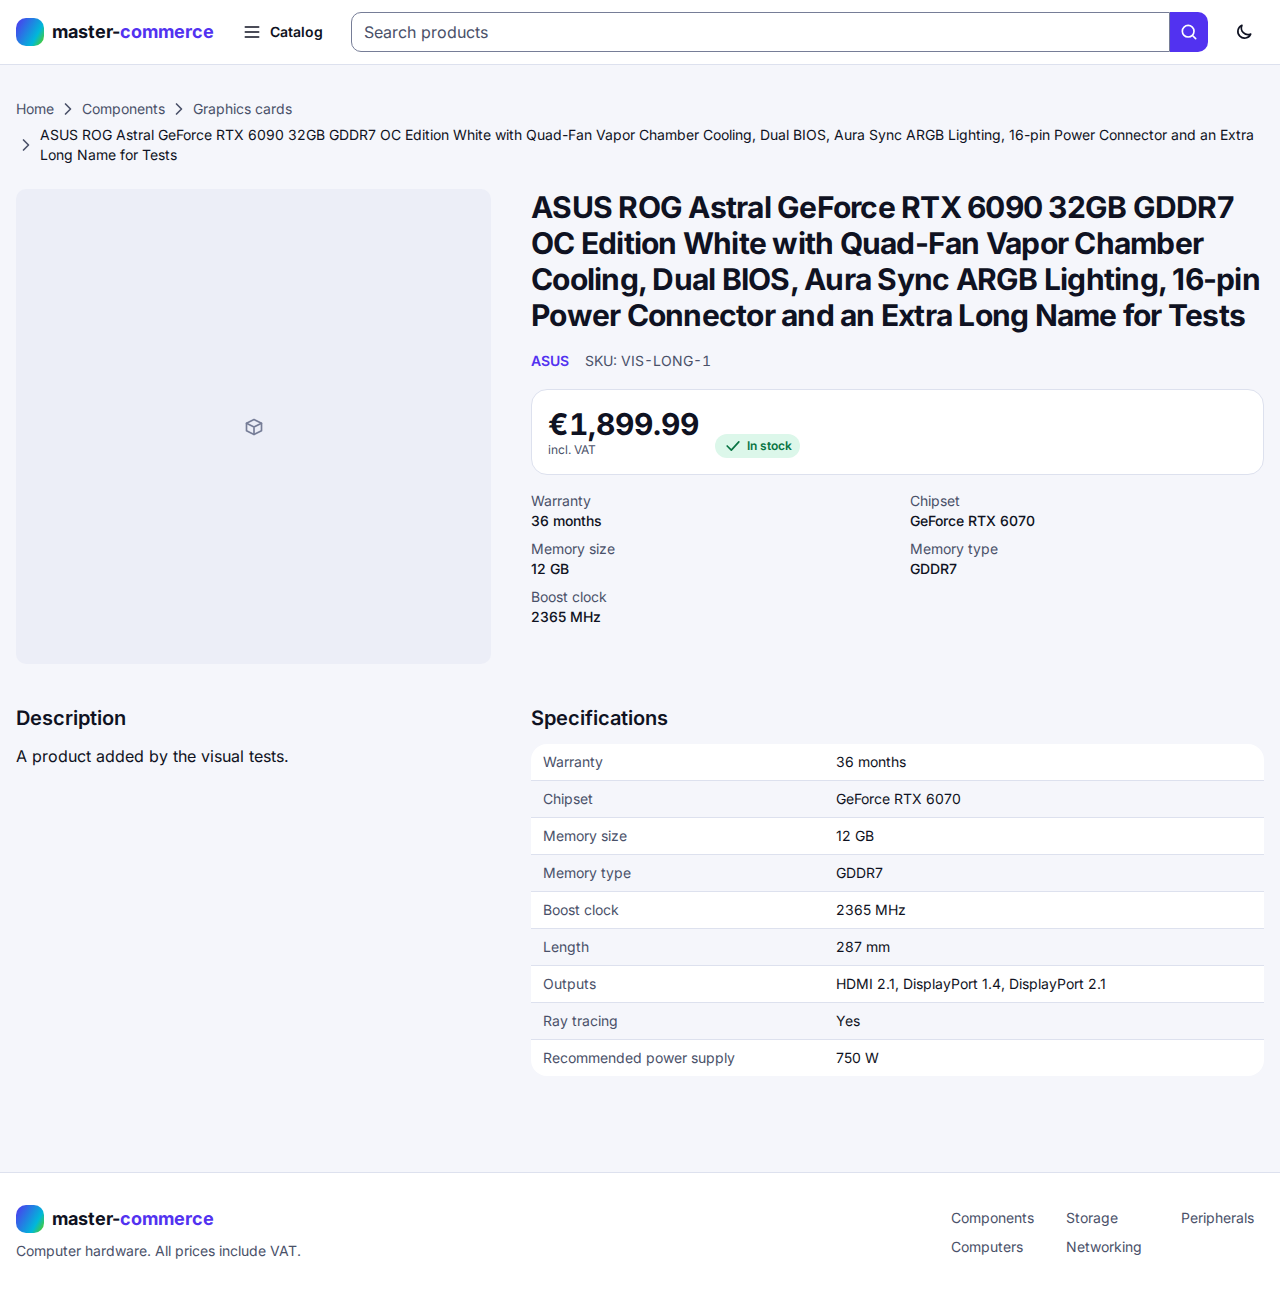 master-commerce
Catalog
Search products
Home
Components
Graphics cards
ASUS ROG Astral GeForce RTX 6090 32GB GDDR7 OC Edition White with Quad-Fan Vapor Chamber Cooling, Dual BIOS, Aura Sync ARGB Lighting, 16-pin Power Connector and an Extra
Long Name for Tests
ASUS ROG Astral GeForce RTX 6090 32GB GDDR7
OC Edition White with Quad-Fan Vapor Chamber
Cooling, Dual BIOS, Aura Sync ARGB Lighting, 16-pin
Power Connector and an Extra Long Name for Tests
ASUS SKU: VIS-LONG-1
€1,899.99
incl. VAT
In stock
Warranty
36 months
Chipset
GeForce RTX 6070
Memory size
12 GB
Memory type
GDDR7
Boost clock
2365 MHz
Description
A product added by the visual tests.
Specifications
Warranty 36 months
Chipset GeForce RTX 6070
Memory size 12 GB
Memory type GDDR7
Boost clock 2365 MHz
Length 287 mm
Outputs HDMI 2.1, DisplayPort 1.4, DisplayPort 2.1
Ray tracing Yes
Recommended power supply 750 W
master-commerce
Computer hardware. All prices include VAT.
Components Storage Peripherals
Computers Networking